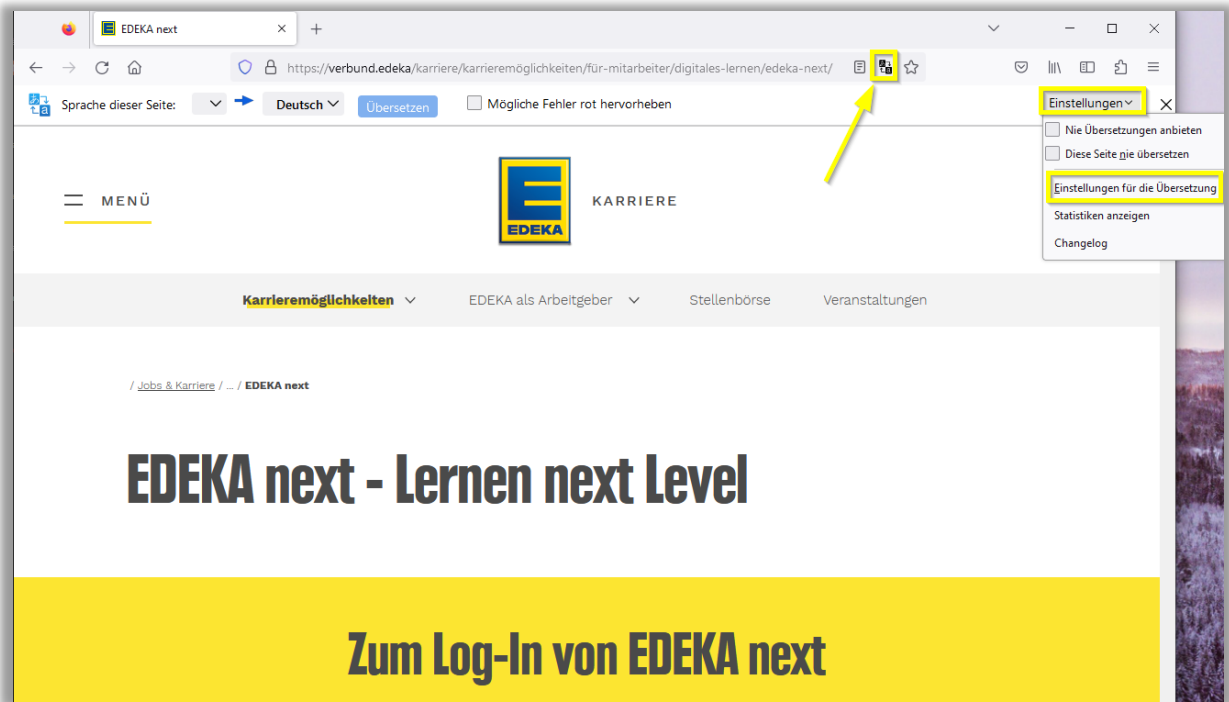 EDEKA next
https://verbund.edeka/karriere/karrieremöglichkeiten/für-mitarbeiter/digitales-lernen/edeka-next/
Sprache dieser Seite: Deutsch Übersetzen Mögliche Fehler rot hervorheben Einstellungen
Nie Übersetzungen anbieten
Diese Seite nie übersetzen
Einstellungen für die Übersetzung
Statistiken anzeigen
Changelog
MENÜ
EDEKA
KARRIERE
Karrieremöglichkeiten EDEKA als Arbeitgeber Stellenbörse Veranstaltungen
/ Jobs & Karriere / ... / EDEKA next
EDEKA next - Lernen next Level
Zum Log-In von EDEKA next